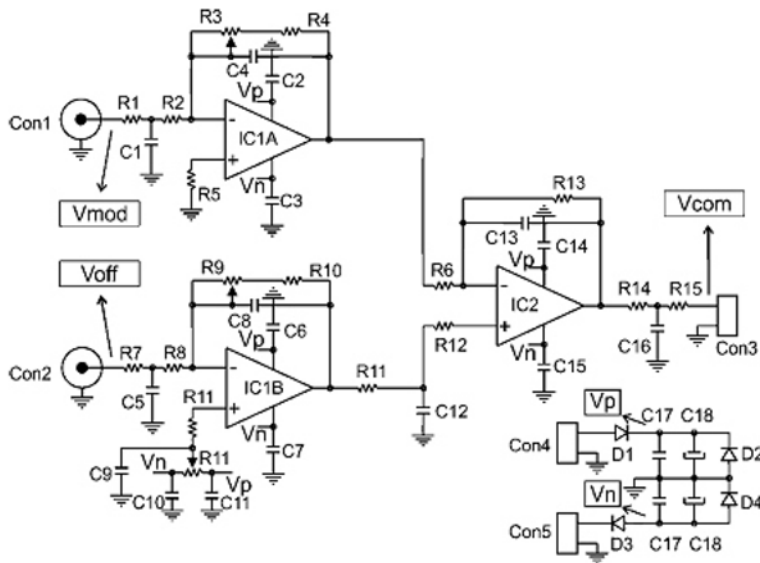 R3 R4
C4 C2
Vp
R1 R2
Con1
IC1A
C1
R5 Vn
C3
Vmod
R13
Vcom
C13 C14
Voff
R9 R10
R6 Vp
R14 R15
C8 C6
IC2
Vp
R12
R7 R8
C16
Con3
Con2
Vn
C15
IC1B
R11
C5
R11
C12
Vn
C7
Vp C17 C18
Con4
D1 D2
C9
Vn R11 Vp
C10 C11
Vn D4
Con5
D3 C17 C18